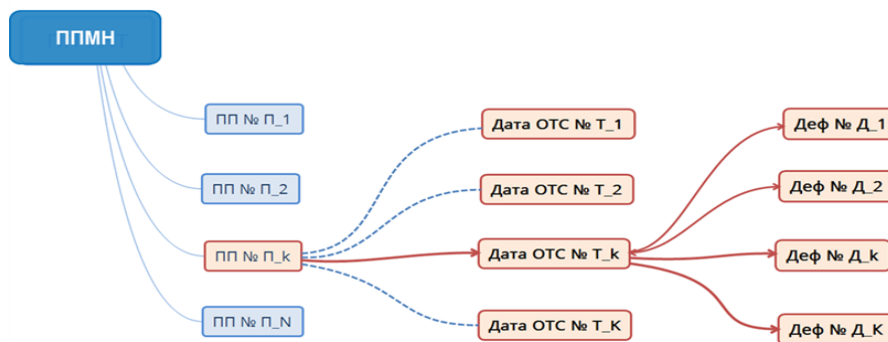 ППМН
ПП № П_1
ПП № П_2
ПП № П_k
ПП № П_N
Дата ОТС № Т_1
Дата ОТС № Т_2
Дата ОТС № Т_k
Дата ОТС № Т_K
Деф № Д_1
Деф № Д_2
Деф № Д_k
Деф № Д_K